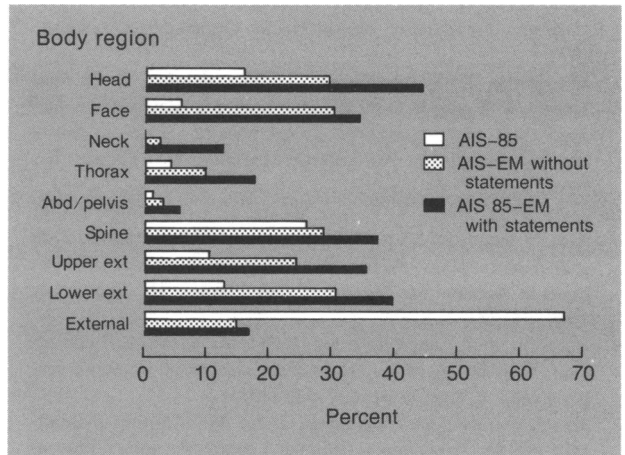 Body region
Head
Face
Neck
Thorax
Abd/pelvis
Spine
Upper ext
Lower ext
External
AIS–85
AIS–EM without
statements
AIS 85–EM
with statements
0 10 20 30 40 50 60 70
Percent